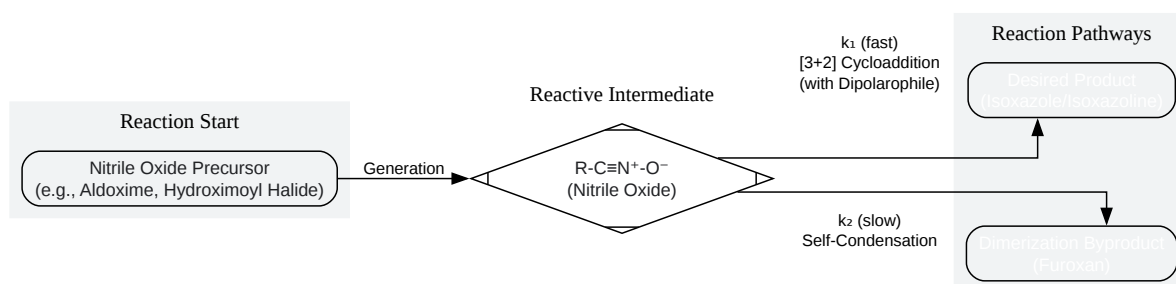 Reaction Start
Nitrile Oxide Precursor
(e.g., Aldoxime, Hydroximoyl Halide)
Generation
Reactive Intermediate
R-C≡N⁺-O⁻
(Nitrile Oxide)
k₁ (fast)
[3+2] Cycloaddition
(with Dipolarophile)
k₂ (slow)
Self-Condensation
Reaction Pathways
Desired Product
(Isoxazole/Isoxazoline)
Dimerization Byproduct
(Furoxan)